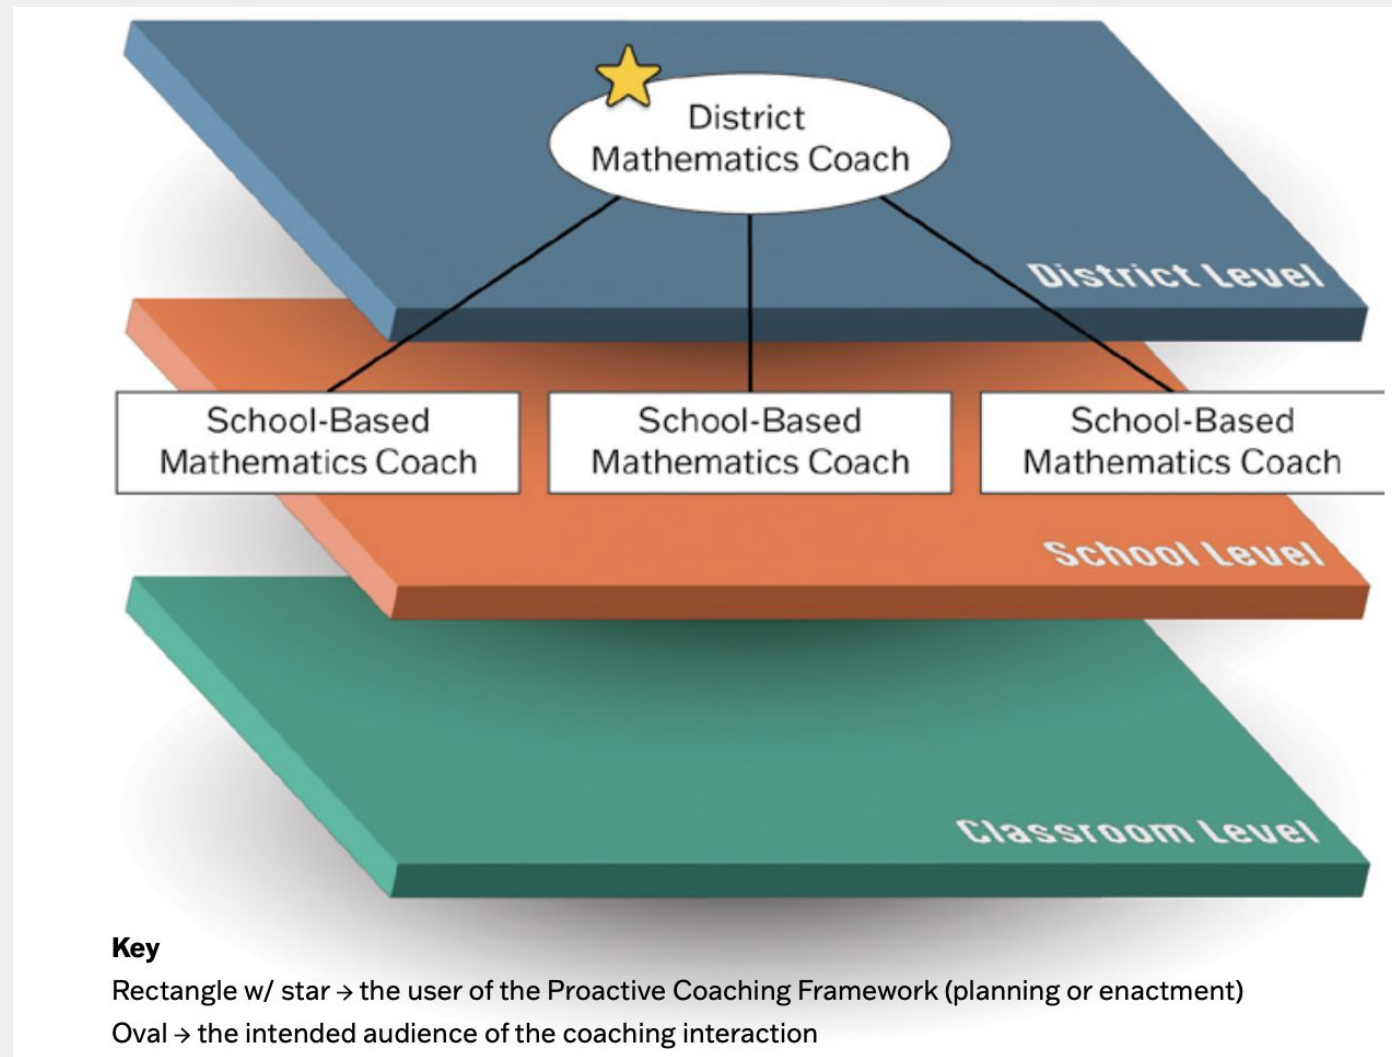 District
Mathematics Coach
District Level
School-Based
Mathematics Coach
School-Based
Mathematics Coach
School-Based
Mathematics Coach
School Level
Classroom Level
Key
Rectangle w/ star → the user of the Proactive Coaching Framework (planning or enactment)
Oval → the intended audience of the coaching interaction